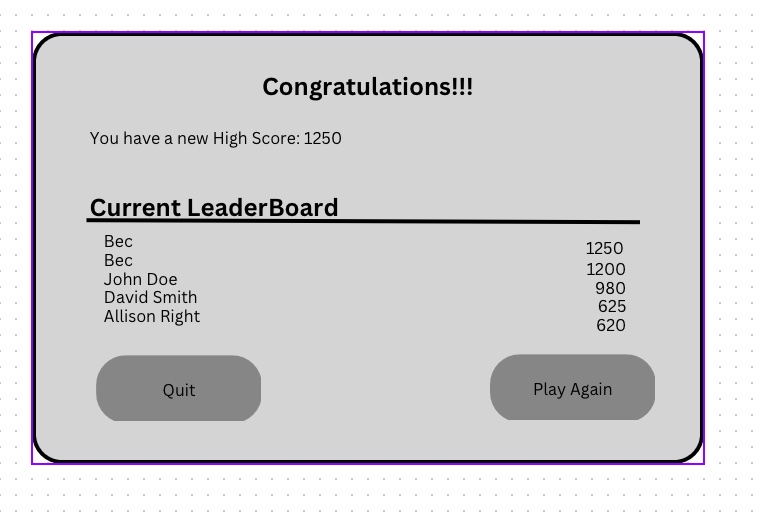 Congratulations!!!
You have a new High Score: 1250
Current LeaderBoard
Bec 1250
Bec 1200
John Doe 980
David Smith 625
Allison Right 620
Quit Play Again